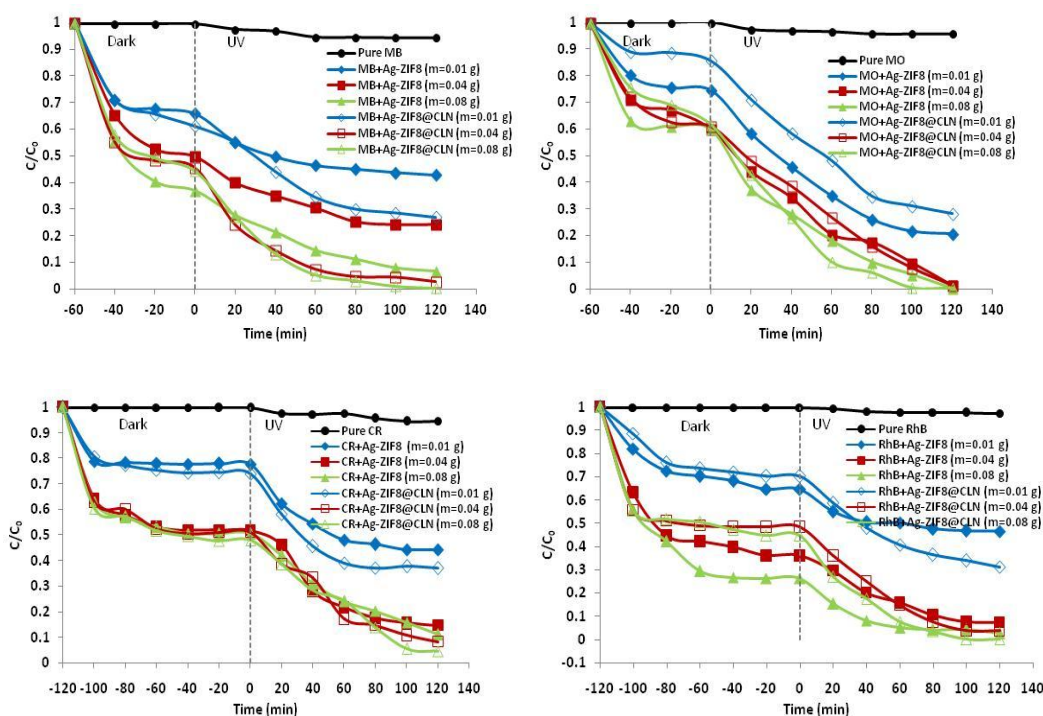 1
0.9
0.8
0.7
0.6
0.5
0.4
0.3
0.2
0.1
0
C/C₀
Dark
UV
Pure MB
MB+Ag-ZIF8 (m=0.01 g)
MB+Ag-ZIF8 (m=0.04 g)
MB+Ag-ZIF8 (m=0.08 g)
MB+Ag-ZIF8@CLN (m=0.01 g)
MB+Ag-ZIF8@CLN (m=0.04 g)
MB+Ag-ZIF8@CLN (m=0.08 g)
-60 -40 -20 0 20 40 60 80 100 120 140
Time (min)
1
0.9
0.8
0.7
0.6
0.5
0.4
0.3
0.2
0.1
0
C/C₀
Dark
UV
Pure MO
MO+Ag-ZIF8 (m=0.01 g)
MO+Ag-ZIF8 (m=0.04 g)
MO+Ag-ZIF8 (m=0.08 g)
MO+Ag-ZIF8@CLN (m=0.01 g)
MO+Ag-ZIF8@CLN (m=0.04 g)
MO+Ag-ZIF8@CLN (m=0.08 g)
-60 -40 -20 0 20 40 60 80 100 120 140
Time (min)
1
0.9
0.8
0.7
0.6
0.5
0.4
0.3
0.2
0.1
0
C/C₀
Dark
UV
Pure CR
CR+Ag-ZIF8 (m=0.01 g)
CR+Ag-ZIF8 (m=0.04 g)
CR+Ag-ZIF8 (m=0.08 g)
CR+Ag-ZIF8@CLN (m=0.01 g)
CR+Ag-ZIF8@CLN (m=0.04 g)
CR+Ag-ZIF8@CLN (m=0.08 g)
-120 -100 -80 -60 -40 -20 0 20 40 60 80 100 120 140
Time (min)
1
0.9
0.8
0.7
0.6
0.5
0.4
0.3
0.2
0.1
0
-0.1
C/C₀
Dark
UV
Pure RhB
RhB+Ag-ZIF8 (m=0.01 g)
RhB+Ag-ZIF8 (m=0.04 g)
RhB+Ag-ZIF8 (m=0.08 g)
RhB+Ag-ZIF8@CLN (m=0.01 g)
RhB+Ag-ZIF8@CLN (m=0.04 g)
RhB+Ag-ZIF8@CLN (m=0.08 g)
-120 -100 -80 -60 -40 -20 0 20 40 60 80 100 120 140
Time (min)